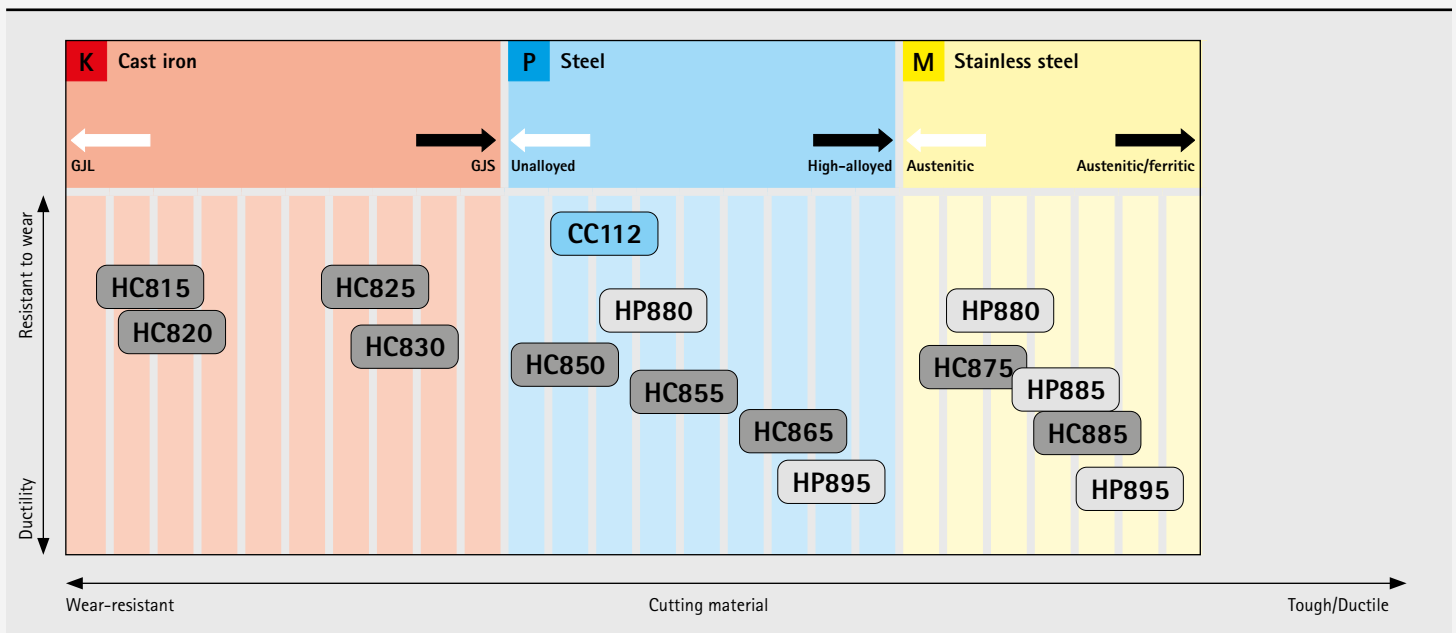 K Cast iron
P Steel
M Stainless steel
GJL
GJS
Unalloyed
High-alloyed
Austenitic
Austenitic/ferritic
Resistant to wear
Ductility
CC112
HC815
HC825
HP880
HP880
HC820
HC830
HC850
HC875
HC855
HP885
HC865
HC885
HP895
HP895
Wear-resistant
Cutting material
Tough/Ductile